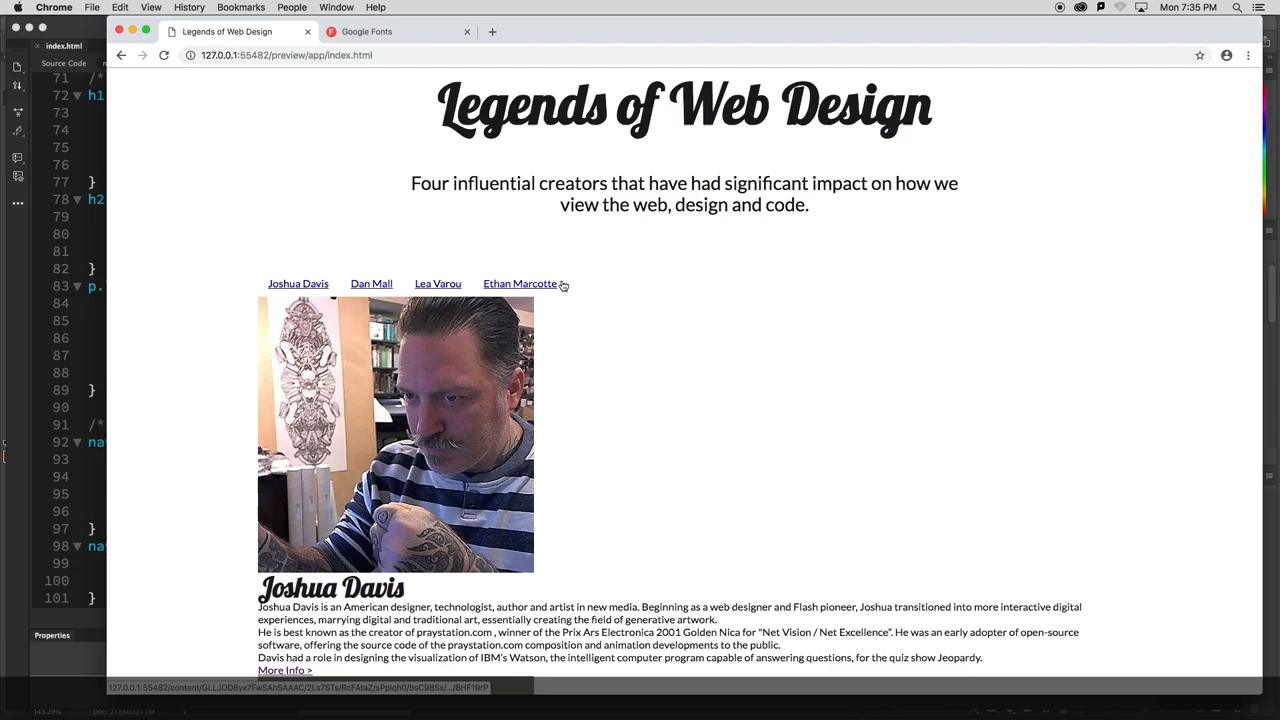 Chrome File Edit View History Bookmarks People Window Help Mon 7:35 PM
index.html
Legends of Web Design
Google Fonts
127.0.0.1:55482/preview/app/index.html
Source Code
71 /*
72 h1
73
74
75
76
77 }
78 h2
79
80
81
82 }
83 p.
84
85
86
87
88
89 }
90
91 /*
92 na
93
94
95
96
97 }
98 na
99
100
101 }
Properties
Legends of Web Design
Four influential creators that have had significant impact on how we
view the web, design and code.
Joshua Davis Dan Mall Lea Varou Ethan Marcotte
Joshua Davis
Joshua Davis is an American designer, technologist, author and artist in new media. Beginning as a web designer and Flash pioneer, Joshua transitioned into more interactive digital
experiences, marrying digital and traditional art, essentially creating the field of generative artwork.
He is best known as the creator of praystation.com , winner of the Prix Ars Electronica 2001 Golden Nica for "Net Vision / Net Excellence". He was an early adopter of open-source
software, offering the source code of the praystation.com composition and animation developments to the public.
Davis had a role in designing the visualization of IBM's Watson, the intelligent computer program capable of answering questions, for the quiz show Jeopardy.
More Info >
143.29%